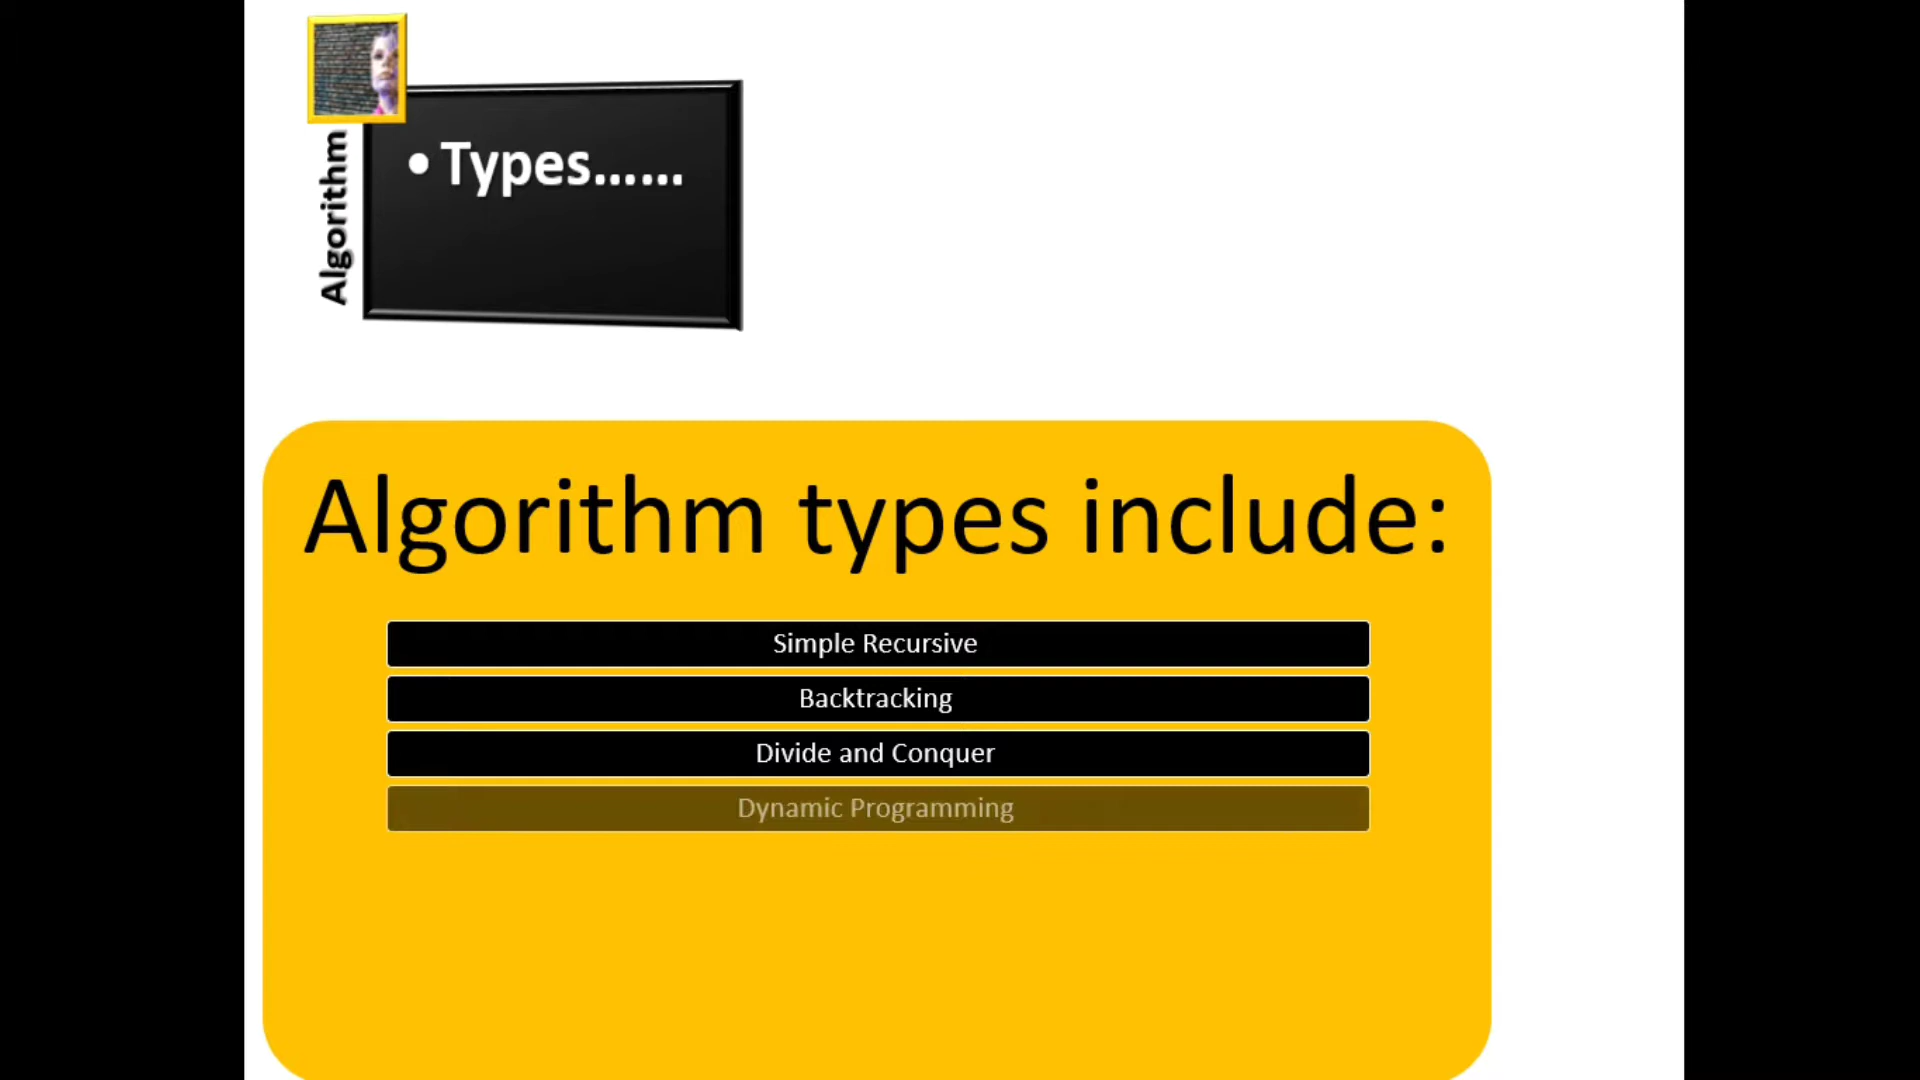 Algorithm
• Types......
Algorithm types include:
Simple Recursive
Backtracking
Divide and Conquer
Dynamic Programming